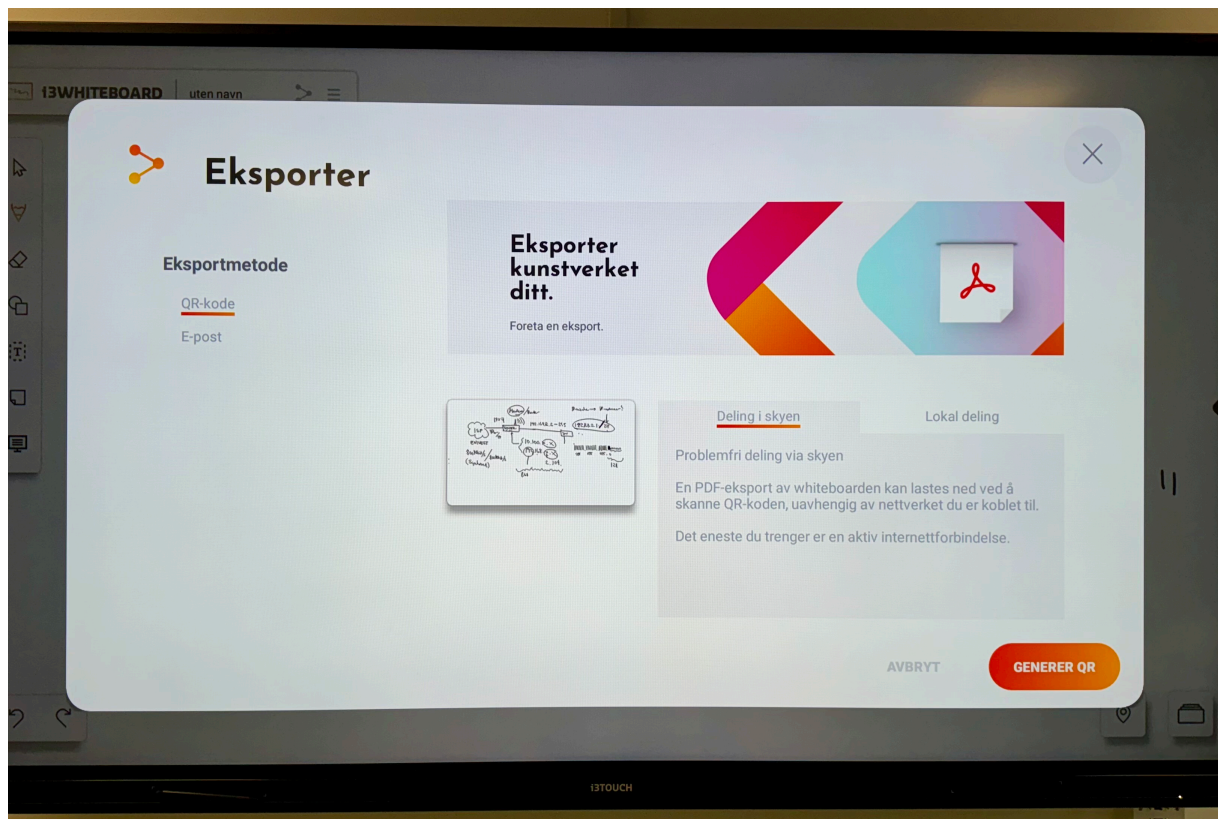 i3WHITEBOARD
uten navn
Eksporter
Eksportmetode
QR-kode
E-post
Eksporter
kunstverket
ditt.
Foreta en eksport.
Deling i skyen
Lokal deling
Problemfri deling via skyen
En PDF-eksport av whiteboarden kan lastes ned ved å
skanne QR-koden, uavhengig av nettverket du er koblet til.
Det eneste du trenger er en aktiv internettforbindelse.
AVBRYT
GENERER QR
i3TOUCH